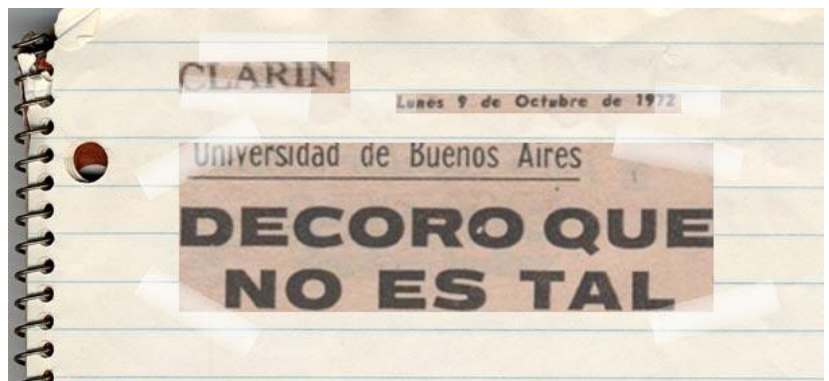 CLARIN
Lunes 9 de Octubre de 1972
Universidad de Buenos Aires
DECORO QUE
NO ES TAL